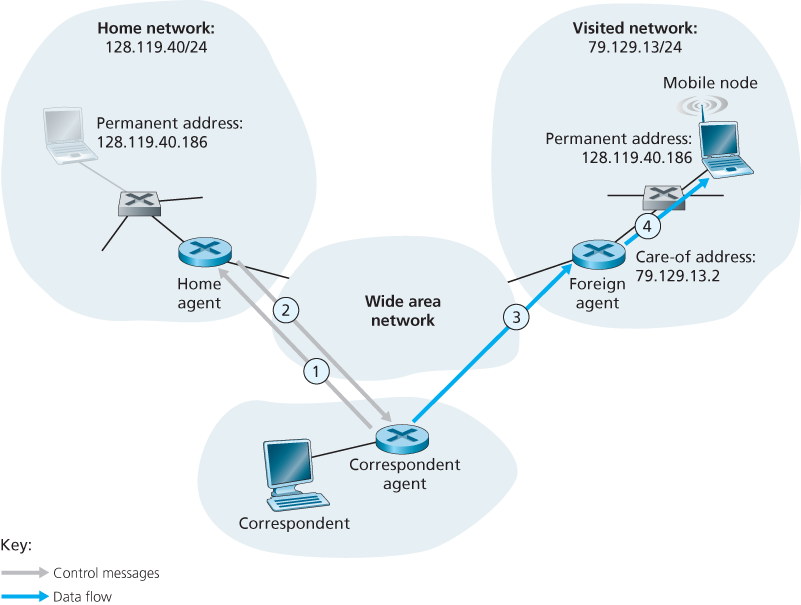 Home network:
128.119.40/24
Visited network:
79.129.13/24
Mobile node
Permanent address:
128.119.40.186
Permanent address:
128.119.40.186
4
Home
agent
Care-of address:
79.129.13.2
Foreign
agent
Wide area
network
2
3
1
Correspondent
agent
Correspondent
Key:
Control messages
Data flow